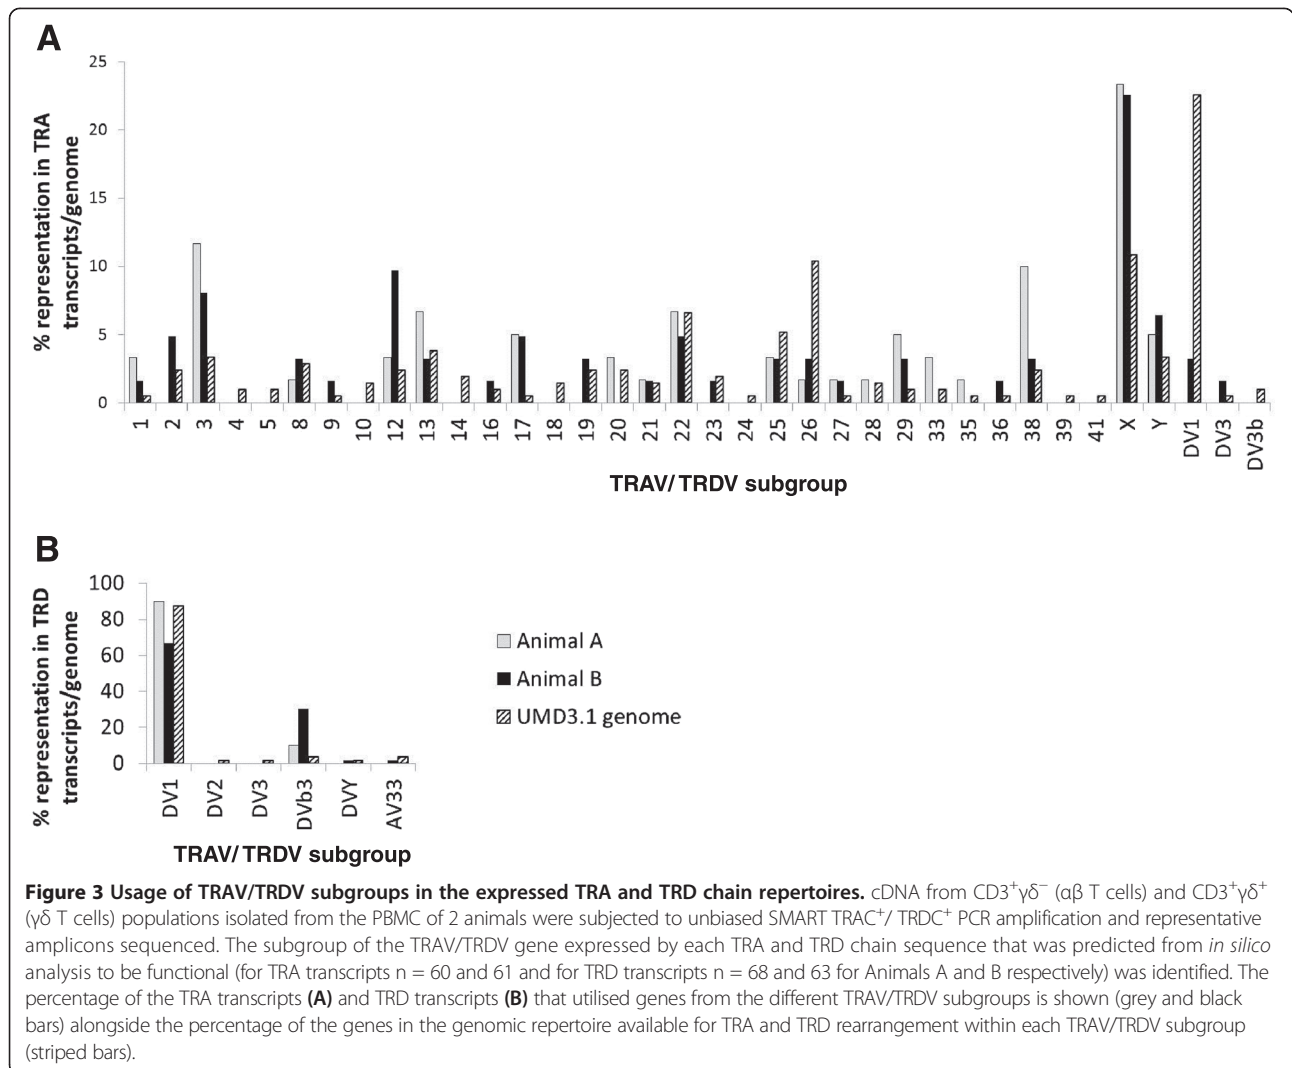 A
% representation in TRA
transcripts/genome
25
20
15
10
5
0
1 2 3 4 5 8 9 10 12 13 14 16 17 18 19 20 21 22 23 24 25 26 27 28 29 33 35 36 38 39 41 X Y DV1 DV3 DV3b
TRAV/ TRDV subgroup
B
% representation in TRD
transcripts/genome
100
80
60
40
20
0
DV1 DV2 DV3 DVb3 DVY AV33
TRAV/ TRDV subgroup
Animal A
Animal B
UMD3.1 genome
Figure 3 Usage of TRAV/TRDV subgroups in the expressed TRA and TRD chain repertoires. cDNA from CD3⁺γδ⁻ (αβ T cells) and CD3⁺γδ⁺
(γδ T cells) populations isolated from the PBMC of 2 animals were subjected to unbiased SMART TRAC⁺/ TRDC⁺ PCR amplification and representative
amplicons sequenced. The subgroup of the TRAV/TRDV gene expressed by each TRA and TRD chain sequence that was predicted from in silico
analysis to be functional (for TRA transcripts n = 60 and 61 and for TRD transcripts n = 68 and 63 for Animals A and B respectively) was identified. The
percentage of the TRA transcripts (A) and TRD transcripts (B) that utilised genes from the different TRAV/TRDV subgroups is shown (grey and black
bars) alongside the percentage of the genes in the genomic repertoire available for TRA and TRD rearrangement within each TRAV/TRDV subgroup
(striped bars).